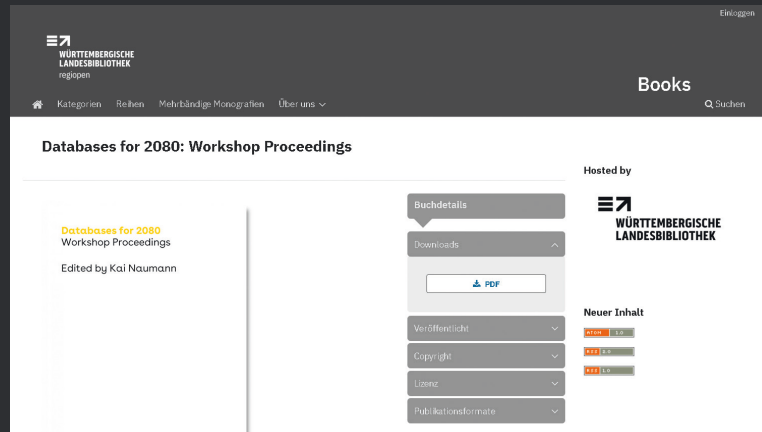 Einloggen
WÜRTTEMBERGISCHE
LANDESBIBLIOTHEK
regiopen
Books
Kategorien Reihen Mehrbändige Monografien Über uns
Suchen
Databases for 2080: Workshop Proceedings
Databases for 2080
Workshop Proceedings
Edited by Kai Naumann
Buchdetails
Downloads
PDF
Veröffentlicht
Copyright
Lizenz
Publikationsformate
Hosted by
WÜRTTEMBERGISCHE
LANDESBIBLIOTHEK
Neuer Inhalt
ATOM 1.0
RSS 2.0
RSS 1.0